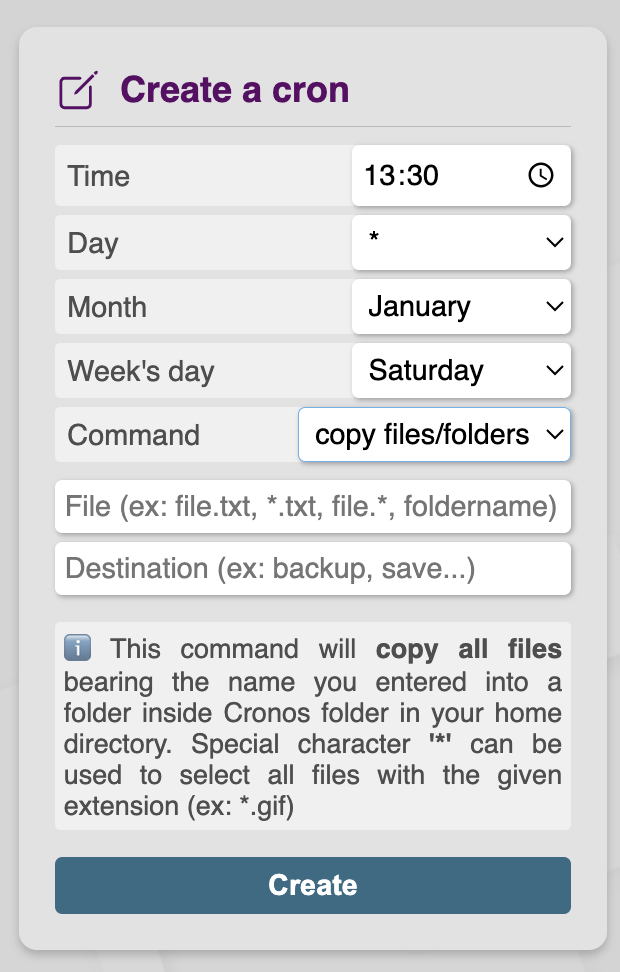 Create a cron
Time 13:30
Day *
Month January
Week's day Saturday
Command copy files/folders
File (ex: file.txt, *.txt, file.*, foldername)
Destination (ex: backup, save...)
i This command will copy all files
bearing the name you entered into a
folder inside Cronos folder in your home
directory. Special character '*' can be
used to select all files with the given
extension (ex: *.gif)
Create